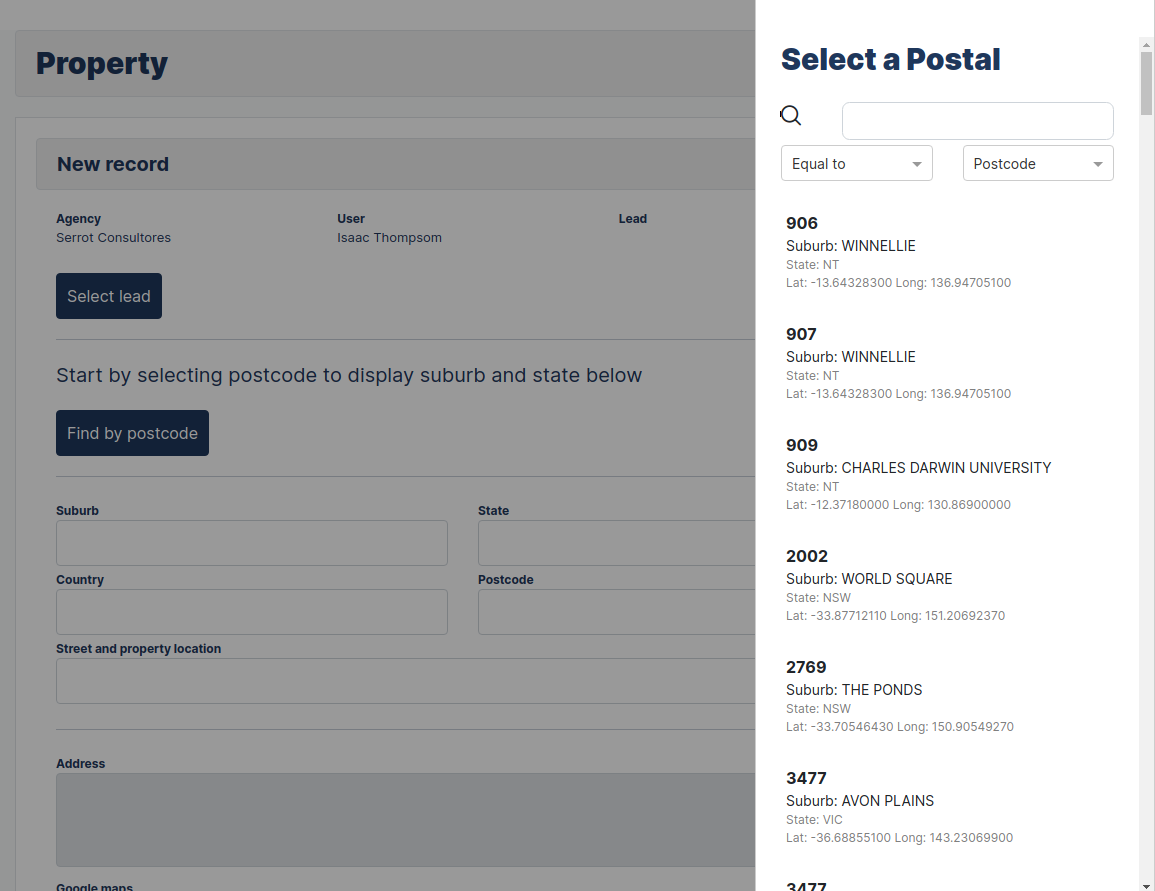 Property
New record
Agency
Serrot Consultores
User
Isaac Thompsom
Lead
Select lead
Start by selecting postcode to display suburb and state below
Find by postcode
Suburb
State
Country
Postcode
Street and property location
Address
Google maps
Select a Postal
Equal to
Postcode
906
Suburb: WINNELLIE
State: NT
Lat: -13.64328300 Long: 136.94705100
907
Suburb: WINNELLIE
State: NT
Lat: -13.64328300 Long: 136.94705100
909
Suburb: CHARLES DARWIN UNIVERSITY
State: NT
Lat: -12.37180000 Long: 130.86900000
2002
Suburb: WORLD SQUARE
State: NSW
Lat: -33.87712110 Long: 151.20692370
2769
Suburb: THE PONDS
State: NSW
Lat: -33.70546430 Long: 150.90549270
3477
Suburb: AVON PLAINS
State: VIC
Lat: -36.68855100 Long: 143.23069900
3477